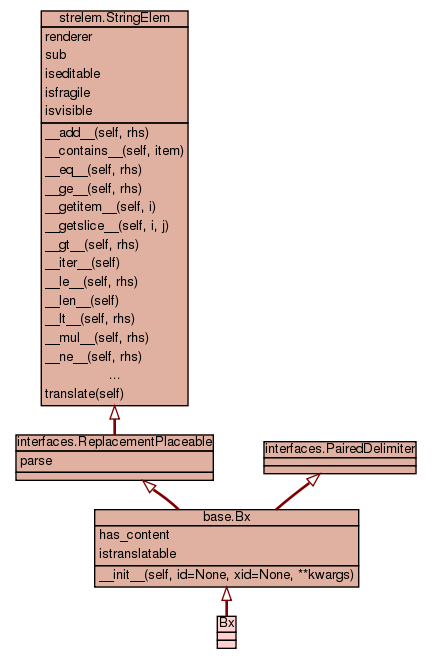 strelem.StringElem
renderer
sub
iseditable
isfragile
isvisible
__add__(self, rhs)
__contains__(self, item)
__eq__(self, rhs)
__ge__(self, rhs)
__getitem__(self, i)
__getslice__(self, i, j)
__gt__(self, rhs)
__iter__(self)
__le__(self, rhs)
__len__(self)
__lt__(self, rhs)
__mul__(self, rhs)
__ne__(self, rhs)
...
translate(self)
interfaces.ReplacementPlaceable
parse
interfaces.PairedDelimiter
base.Bx
has_content
istranslatable
__init__(self, id=None, xid=None, **kwargs)
Bx